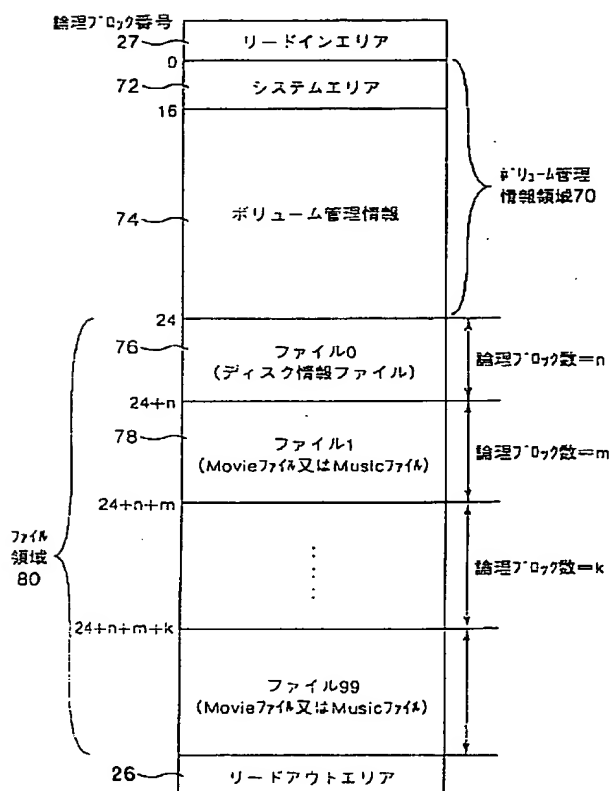 論理ブロック番号
27
リードインエリア
0
72
システムエリア
16
74
ボリューム管理情報
ボリューム管理
情報領域70
24
76
ファイル0
(ディスク情報ファイル)
論理ブロック数=n
24+n
78
ファイル1
(Movieファイル又はMusicファイル)
論理ブロック数=m
24+n+m
ファイル
領域
80
論理ブロック数=k
24+n+m+k
ファイル99
(Movieファイル又はMusicファイル)
26
リードアウトエリア